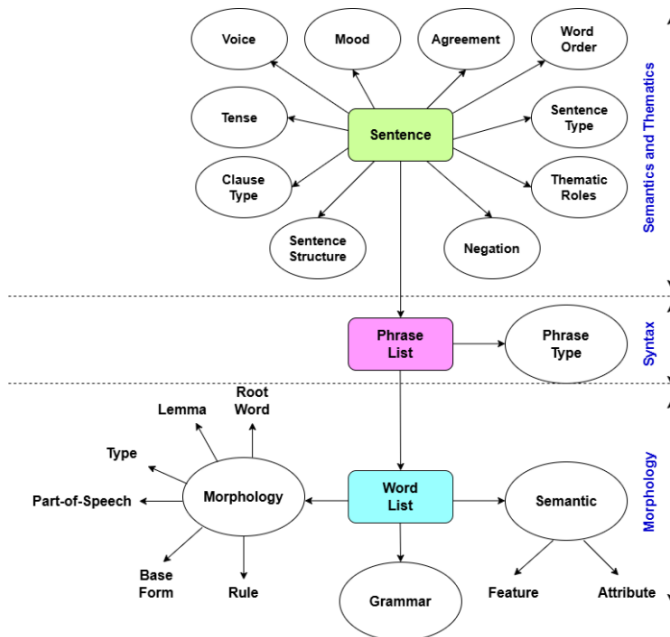 Voice
Mood
Agreement
Word
Order
Tense
Sentence
Sentence
Type
Clause
Type
Thematic
Roles
Sentence
Structure
Negation
Semantics and Thematics
Phrase
List
Phrase
Type
Syntax
Root
Word
Lemma
Type
Part-of-Speech
Morphology
Word
List
Semantic
Base
Form
Rule
Grammar
Feature
Attribute
Morphology